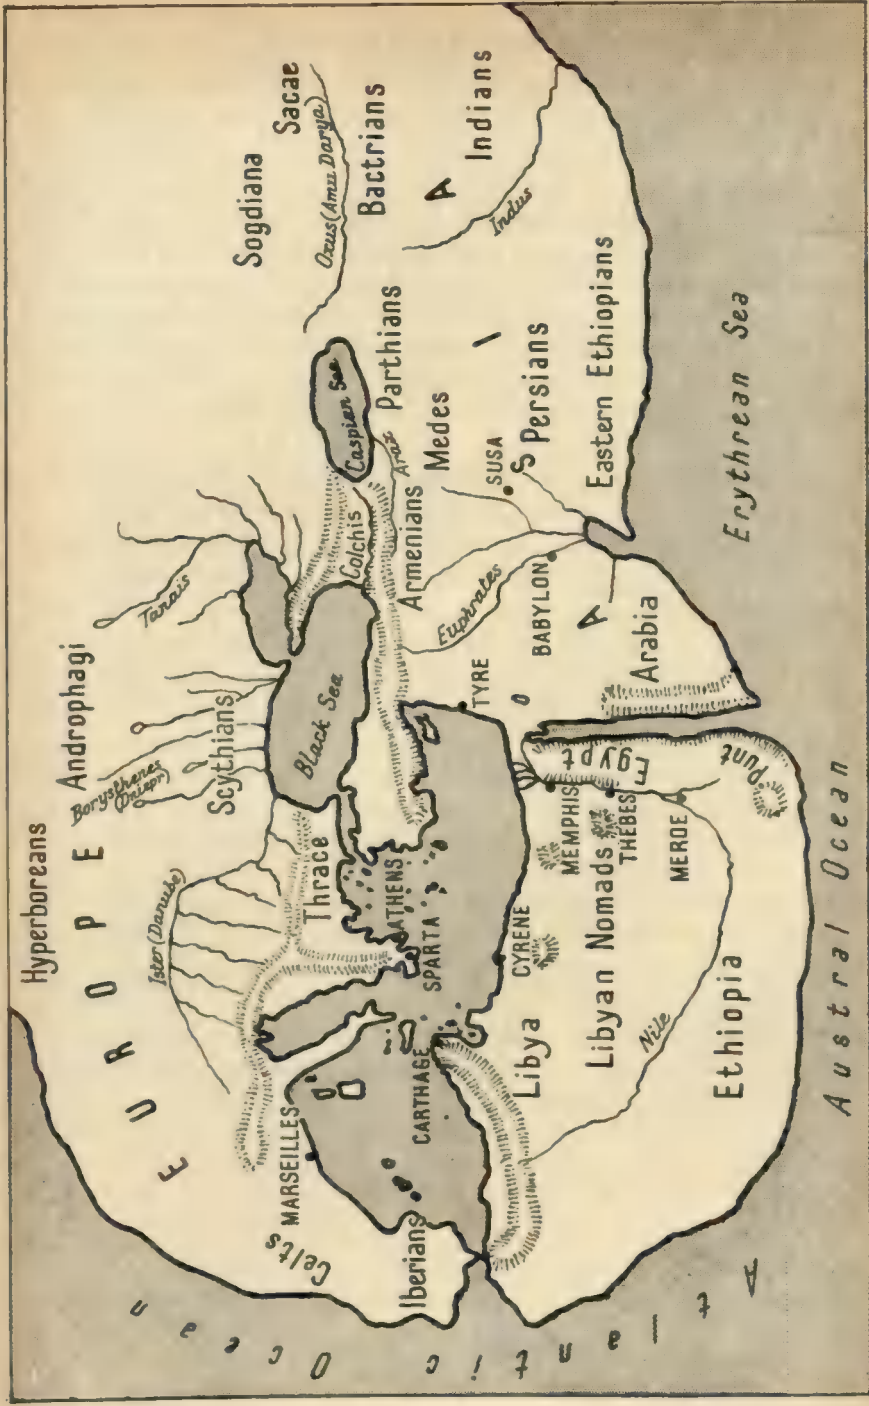 Hyperboreans
Androphagi
EUROPE
Borysthenes
(Dniepr)
Tanais
Ister (Danube)
Scythians
Sogdiana
Sacae
Oxus (Amu Darya)
Celts
MARSEILLES
Thrace
Black Sea
Colchis
Caspian Sea
Bactrians
Parthians
Arax
Iberians
CARTHAGE
SPARTA
ATHENS
Armenians
Medes
ASIA
Indians
Indus
Euphrates
TYRE
SUSA
Persians
BABYLON
CYRENE
Libya
MEMPHIS
Egypt
Eastern Ethiopians
Libyan Nomads
THEBES
Arabia
Nile
MEROE
Ethiopia
Punt
Erythrean Sea
Atlantic Ocean
Austral Ocean